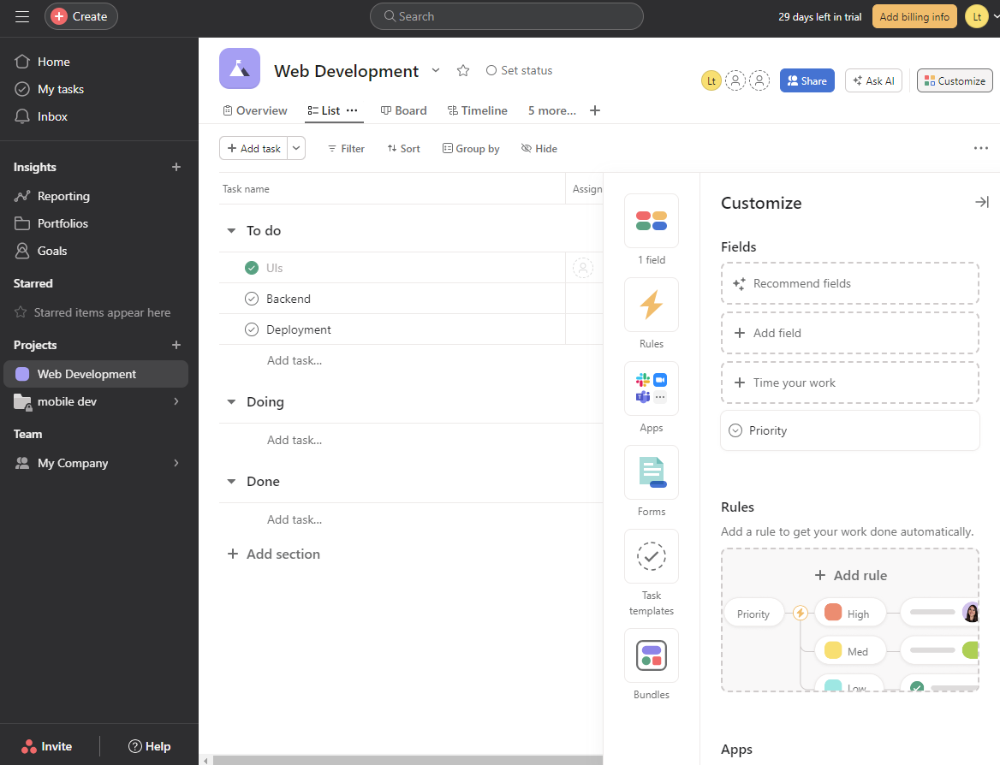 Create
Search
29 days left in trial
Add billing info
Lt
Home
My tasks
Inbox
Insights
Reporting
Portfolios
Goals
Starred
Starred items appear here
Projects
Web Development
mobile dev
Team
My Company
Invite
Help
Web Development
Set status
Lt
Share
Ask AI
Customize
Overview
List
Board
Timeline
5 more...
Add task
Filter
Sort
Group by
Hide
Task name
Assign
To do
UIs
Backend
Deployment
Add task...
Doing
Add task...
Done
Add task...
Add section
1 field
Rules
Apps
Forms
Task
templates
Bundles
Customize
Fields
Recommend fields
Add field
Time your work
Priority
Rules
Add a rule to get your work done automatically.
Add rule
Priority
High
Med
Low
Apps